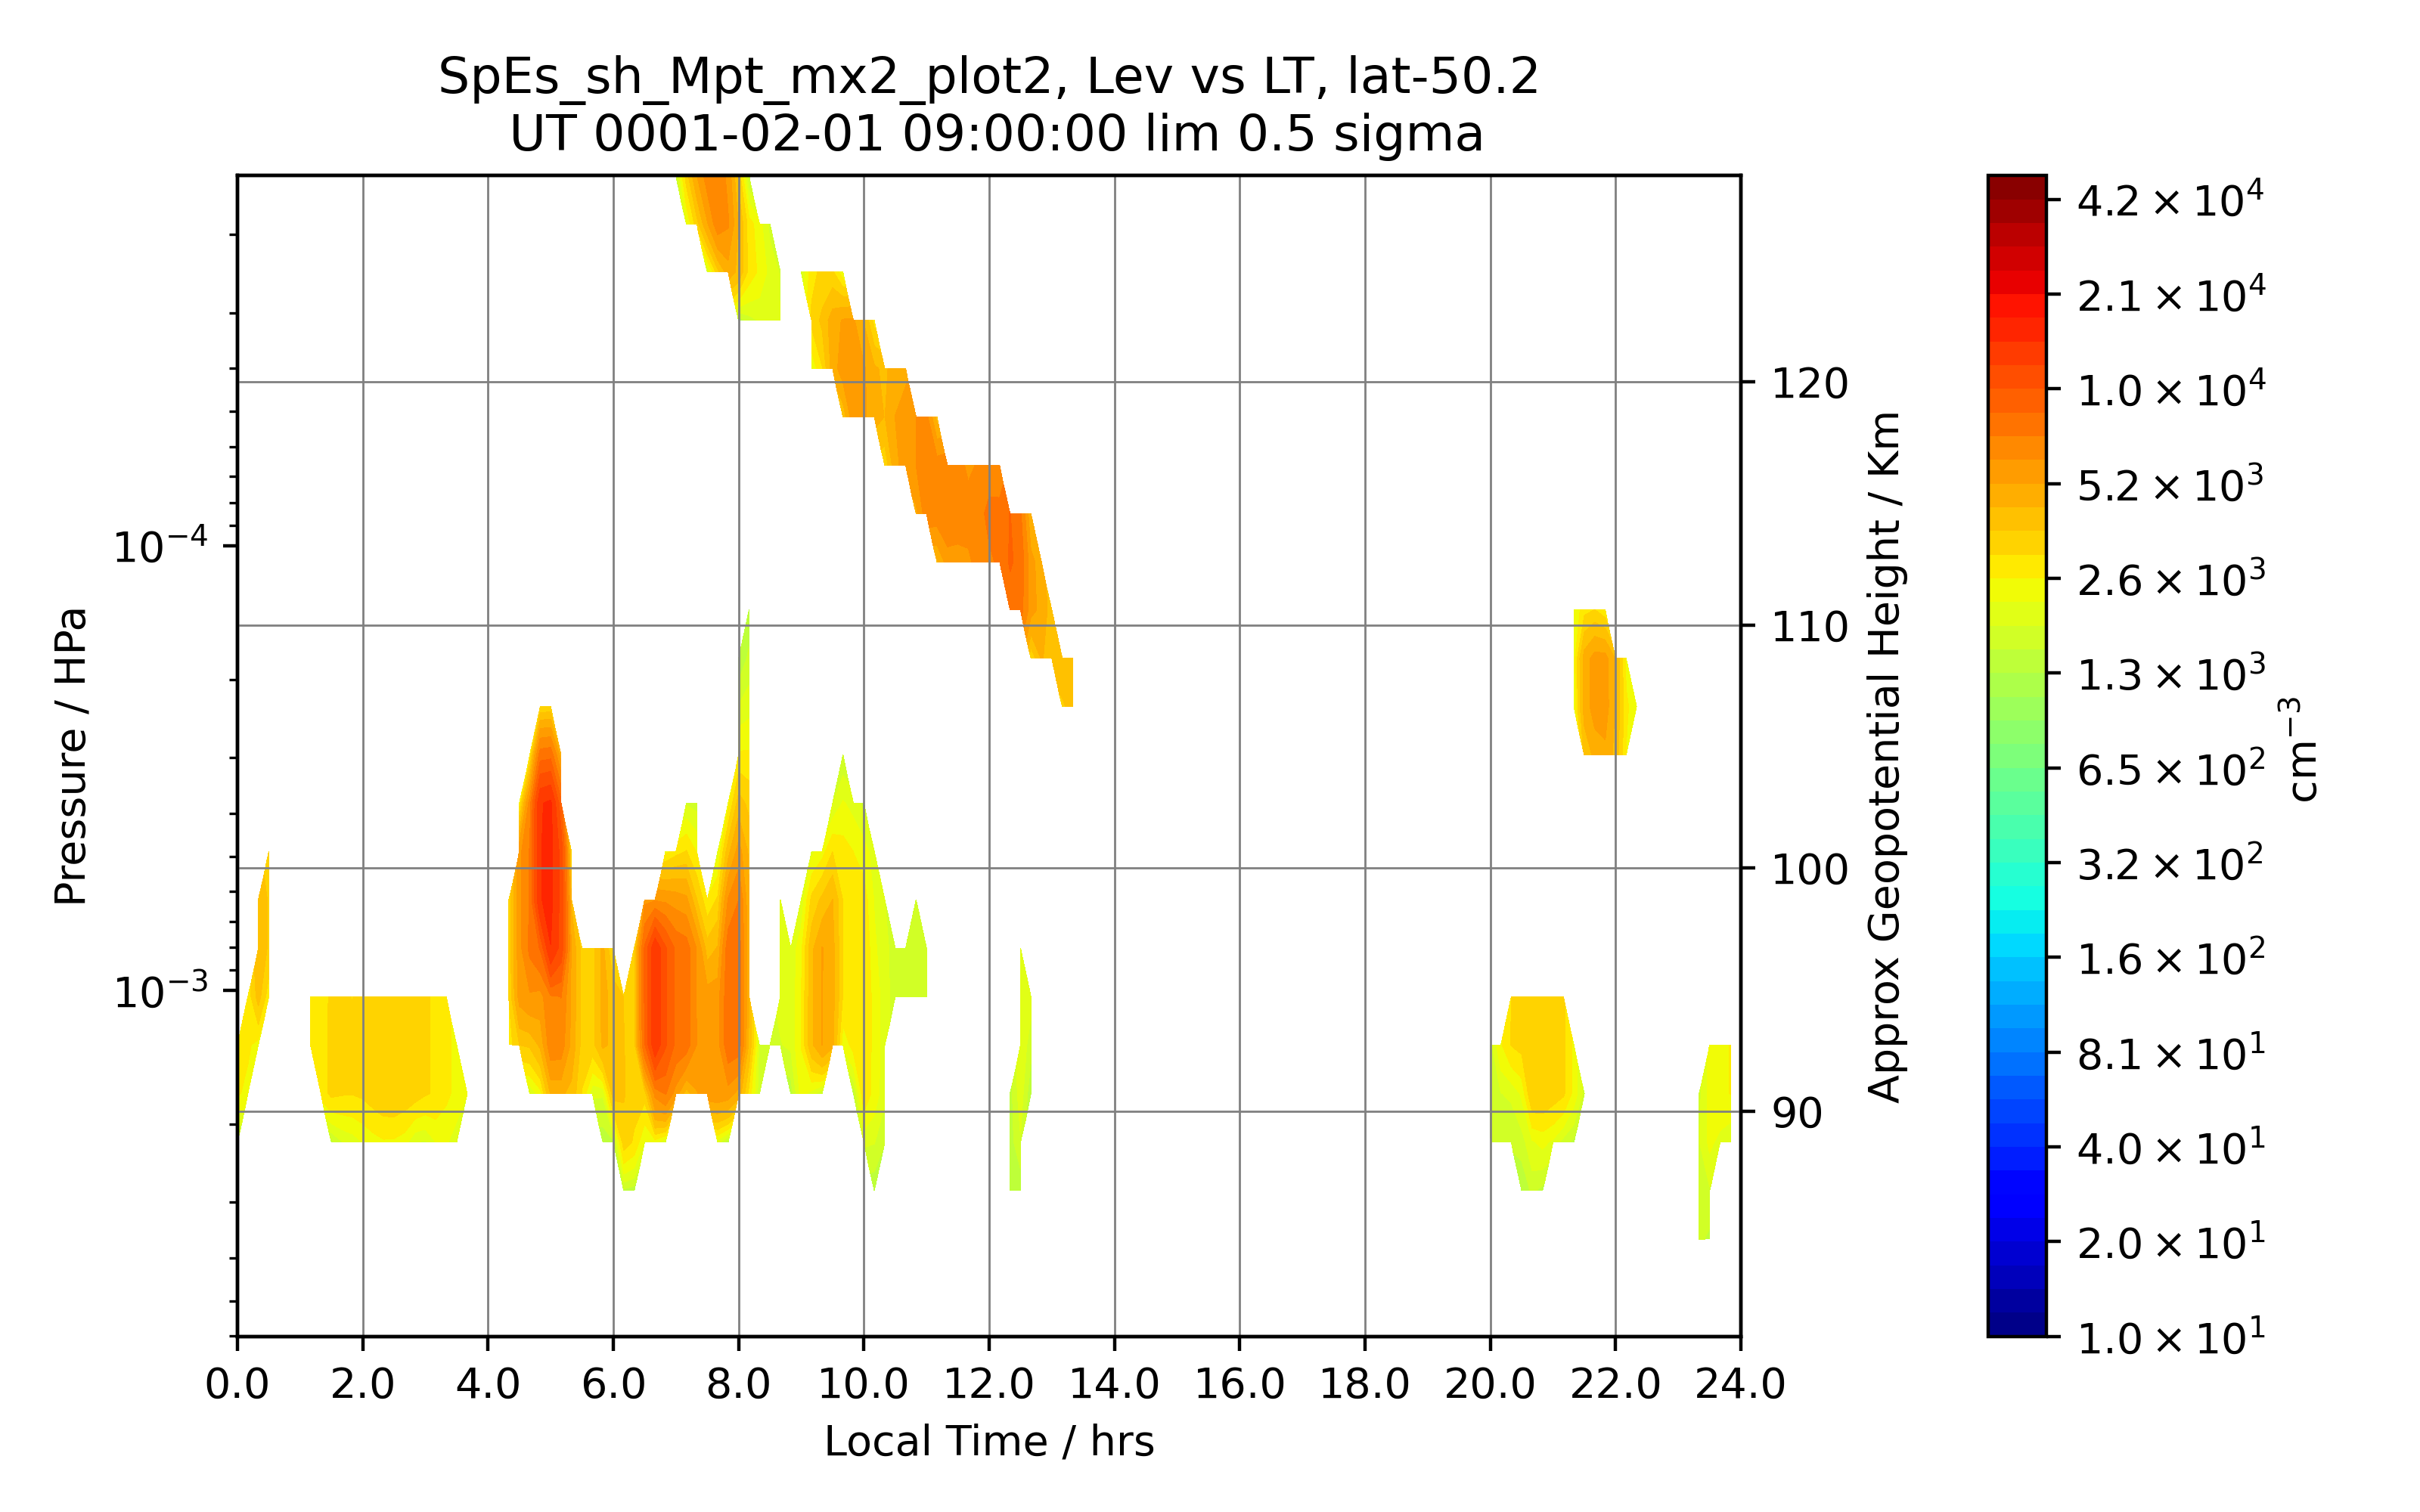 SpEs_sh_Mpt_mx2_plot2, Lev vs LT, lat-50.2
UT 0001-02-01 09:00:00 lim 0.5 sigma
Pressure / HPa
10⁻⁴
10⁻³
0.0 2.0 4.0 6.0 8.0 10.0 12.0 14.0 16.0 18.0 20.0 22.0 24.0
Local Time / hrs
120
110
100
90
Approx Geopotential Height / Km
4.2 × 10⁴
2.1 × 10⁴
1.0 × 10⁴
5.2 × 10³
2.6 × 10³
1.3 × 10³
6.5 × 10²
3.2 × 10²
1.6 × 10²
8.1 × 10¹
4.0 × 10¹
2.0 × 10¹
1.0 × 10¹
cm⁻³